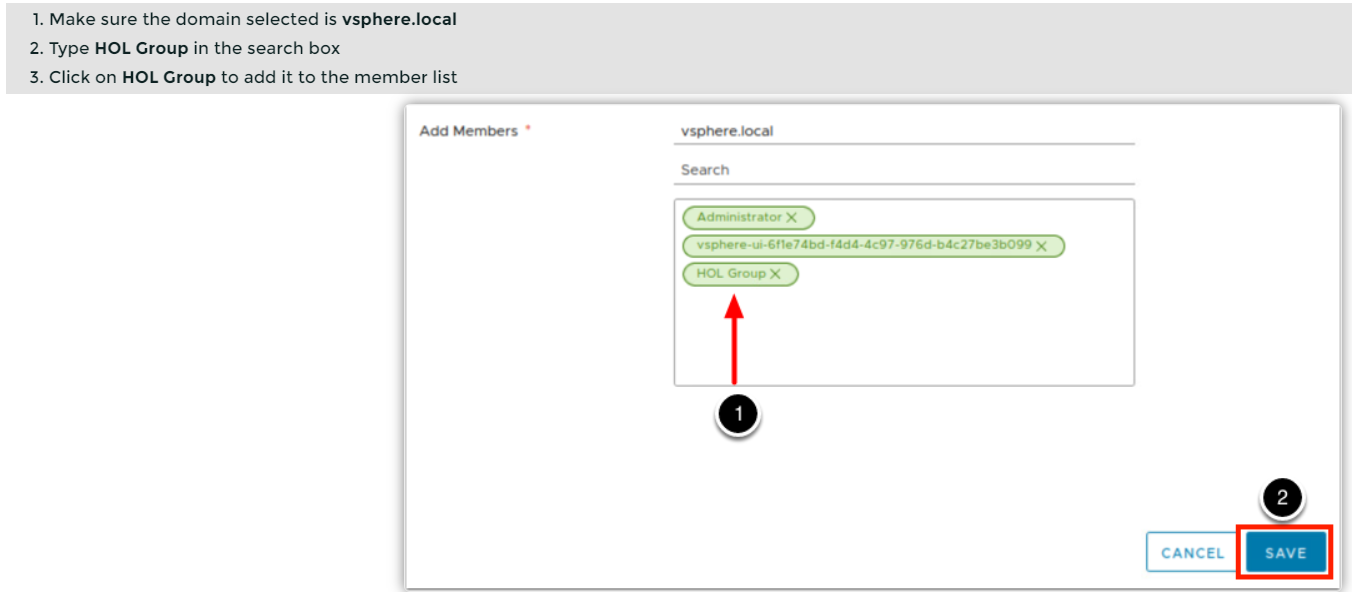 1. Make sure the domain selected is vsphere.local
2. Type HOL Group in the search box
3. Click on HOL Group to add it to the member list
Add Members *
vsphere.local
Search
Administrator X
vsphere-ui-6f1e74bd-f4d4-4c97-976d-b4c27be3b099 X
HOL Group X
1
2
CANCEL SAVE